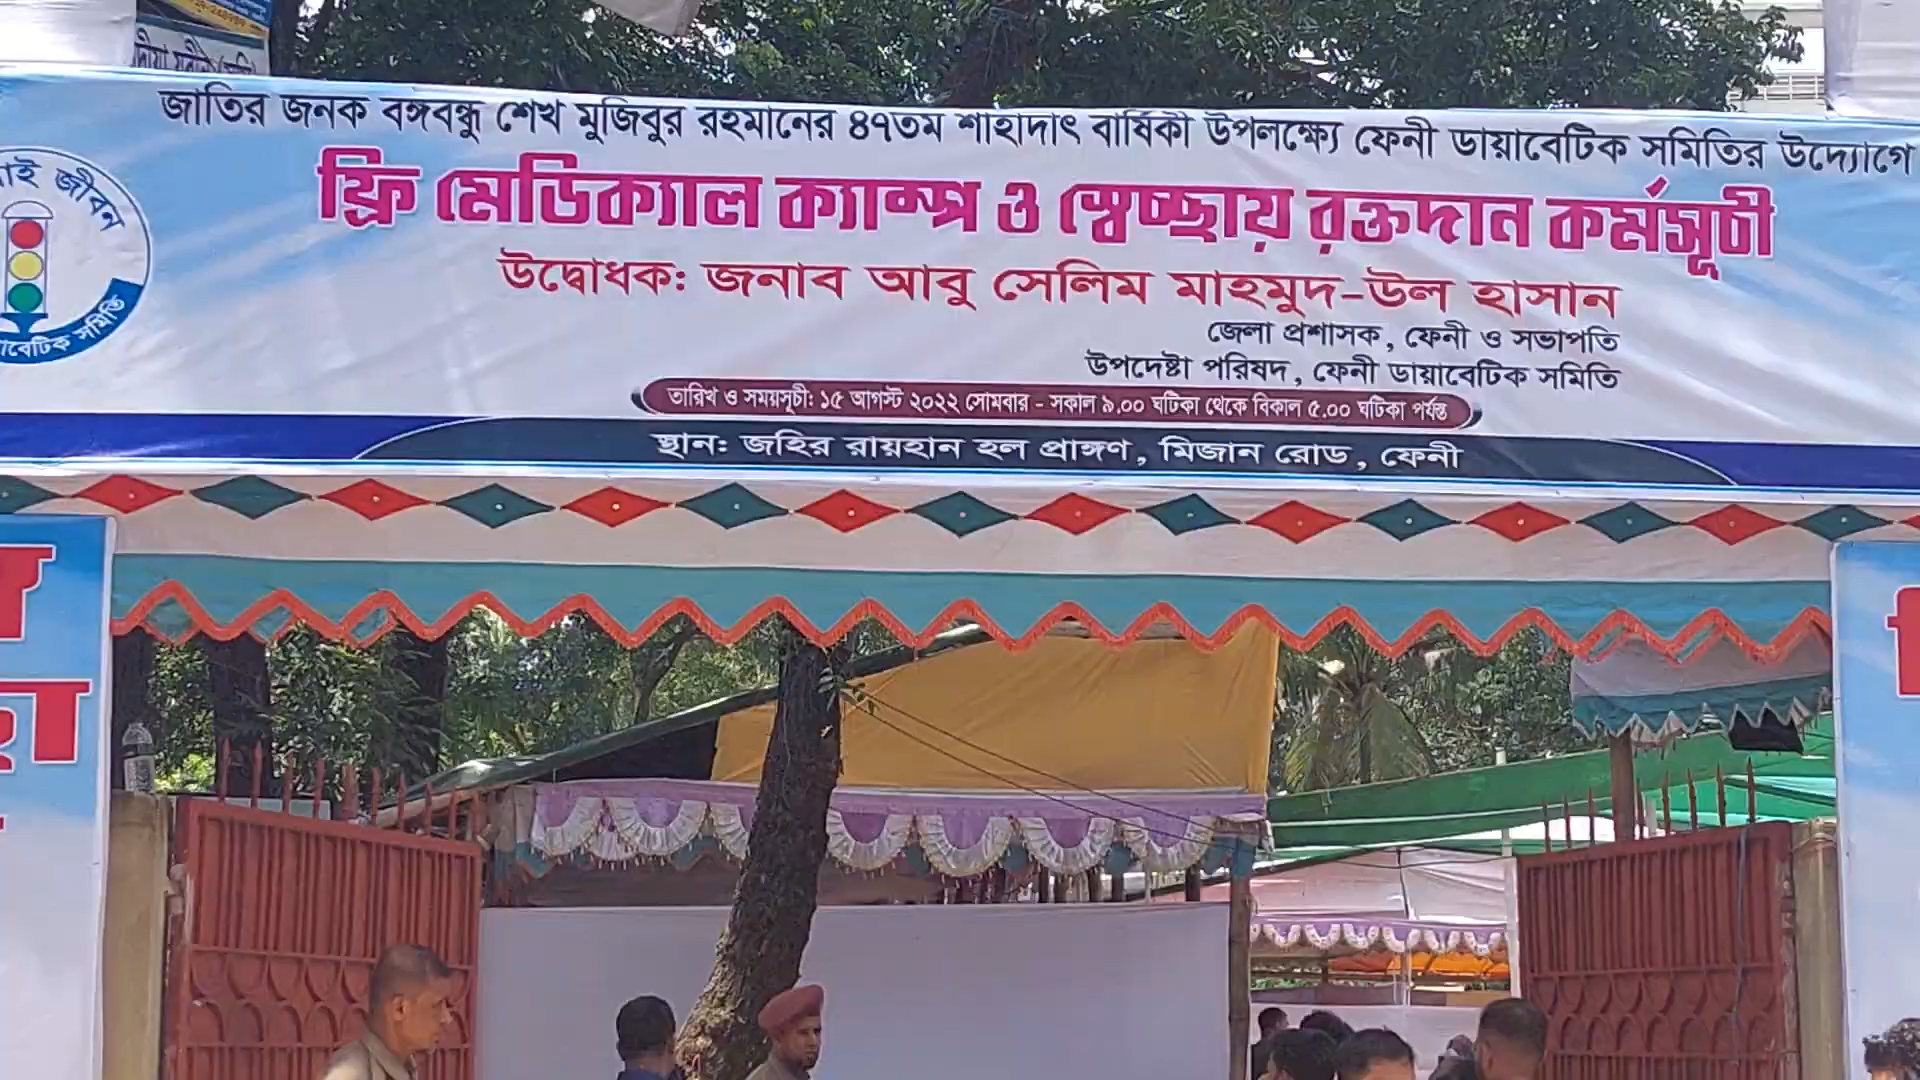 জাতির জনক বঙ্গবন্ধু শেখ মুজিবুর রহমানের ৪৭তম শাহাদাৎ বার্ষিকী উপলক্ষ্যে ফেনী ডায়াবেটিক সমিতির উদ্যোগে
ফ্রি মেডিক্যাল ক্যাম্প ও স্বেচ্ছায় রক্তদান কর্মসূচী
জীবন
সমিতি
উদ্বোধক: জনাব আবু সেলিম মাহমুদ-উল হাসান
জেলা প্রশাসক, ফেনী ও সভাপতি
উপদেষ্টা পরিষদ, ফেনী ডায়াবেটিক সমিতি
তারিখ ও সময়সূচী: ১৫ আগস্ট ২০২২ সোমবার - সকাল ৯.০০ ঘটিকা থেকে বিকাল ৫.০০ ঘটিকা পর্যন্ত
স্থান: জহির রায়হান হল প্রাঙ্গণ, মিজান রোড, ফেনী